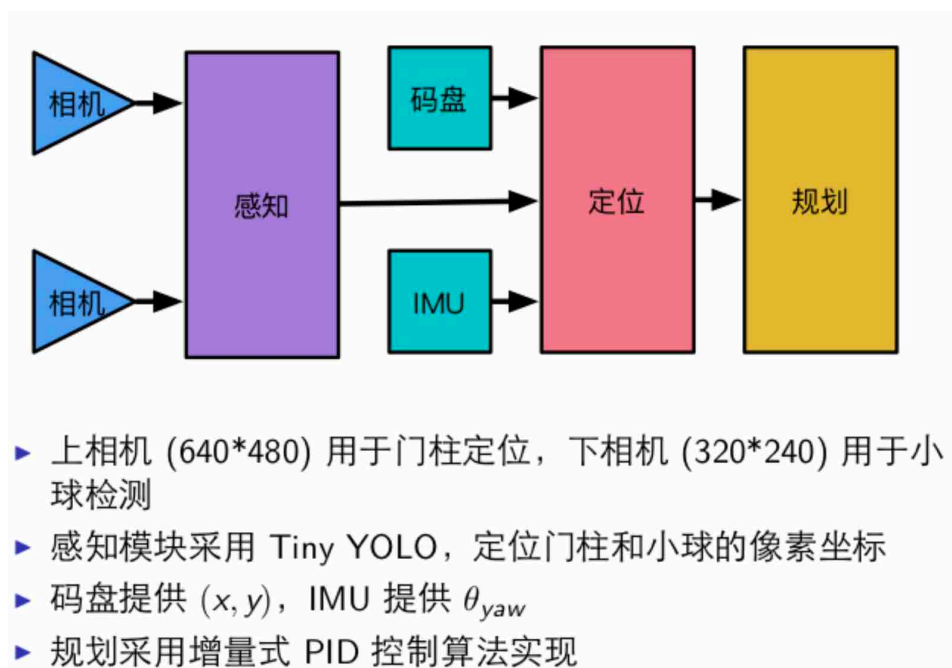 相机
码盘
感知
定位
规划
相机
IMU
上相机 (640*480) 用于门柱定位，下相机 (320*240) 用于小
球检测
感知模块采用 Tiny YOLO，定位门柱和小球的像素坐标
码盘提供 (x, y)，IMU 提供 θyaw
规划采用增量式 PID 控制算法实现